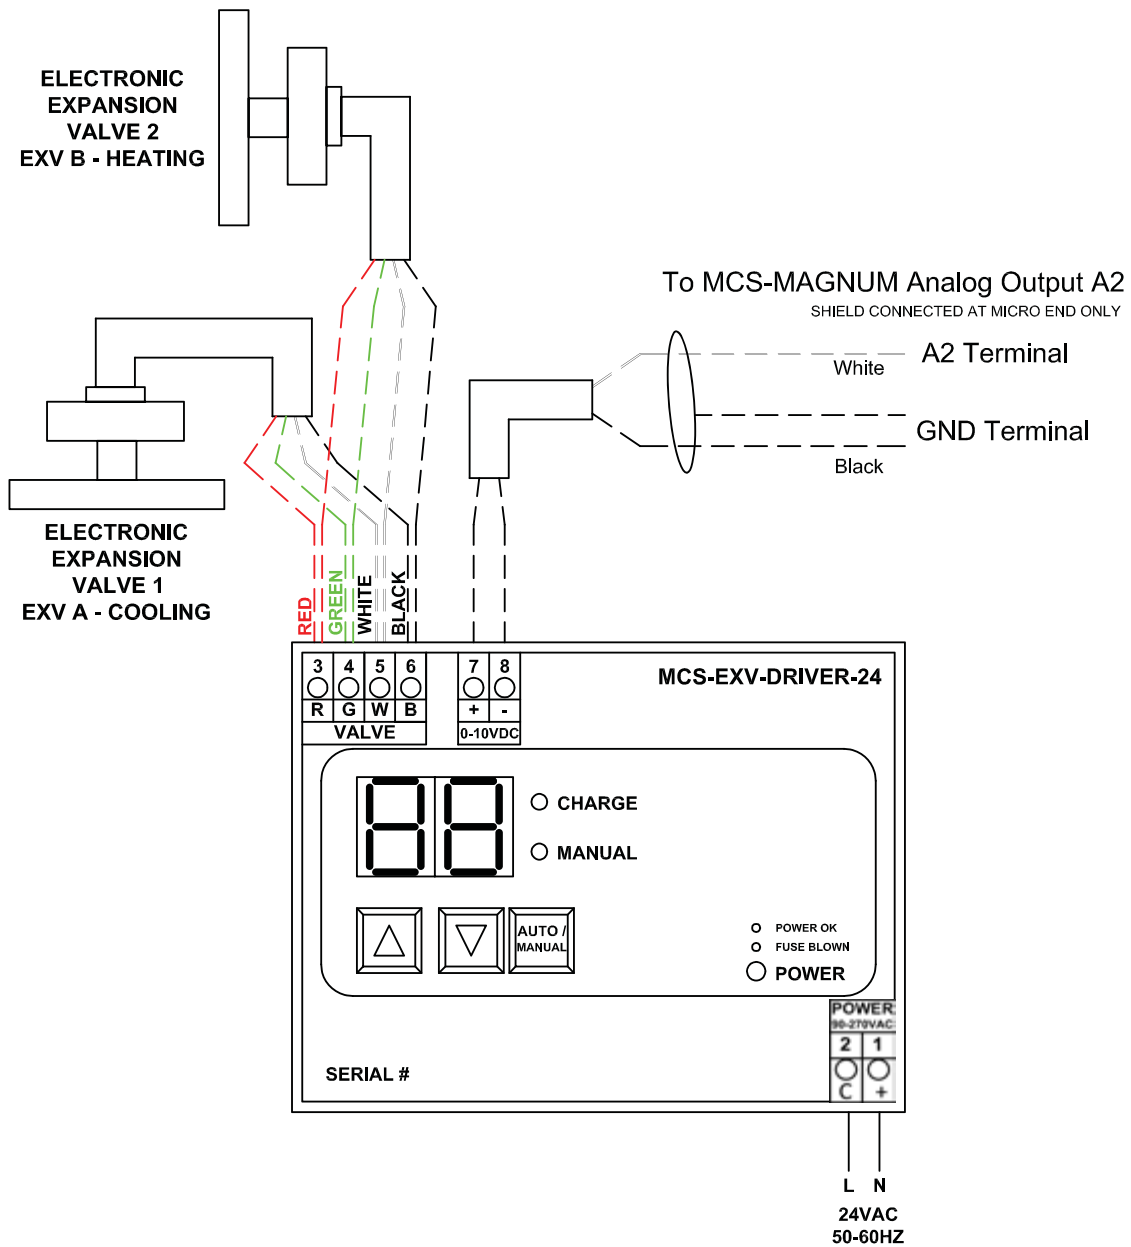 ELECTRONIC
EXPANSION
VALVE 2
EXV B - HEATING
To MCS-MAGNUM Analog Output A2
SHIELD CONNECTED AT MICRO END ONLY
A2 Terminal
White
GND Terminal
Black
ELECTRONIC
EXPANSION
VALVE 1
EXV A - COOLING
RED
GREEN
WHITE
BLACK
3 4 5 6 7 8
R G W B + -
VALVE 0-10VDC
MCS-EXV-DRIVER-24
CHARGE
MANUAL
AUTO /
MANUAL
POWER OK
FUSE BLOWN
POWER
POWER
90-270VAC
2 1
C +
SERIAL #
L N
24VAC
50-60HZ